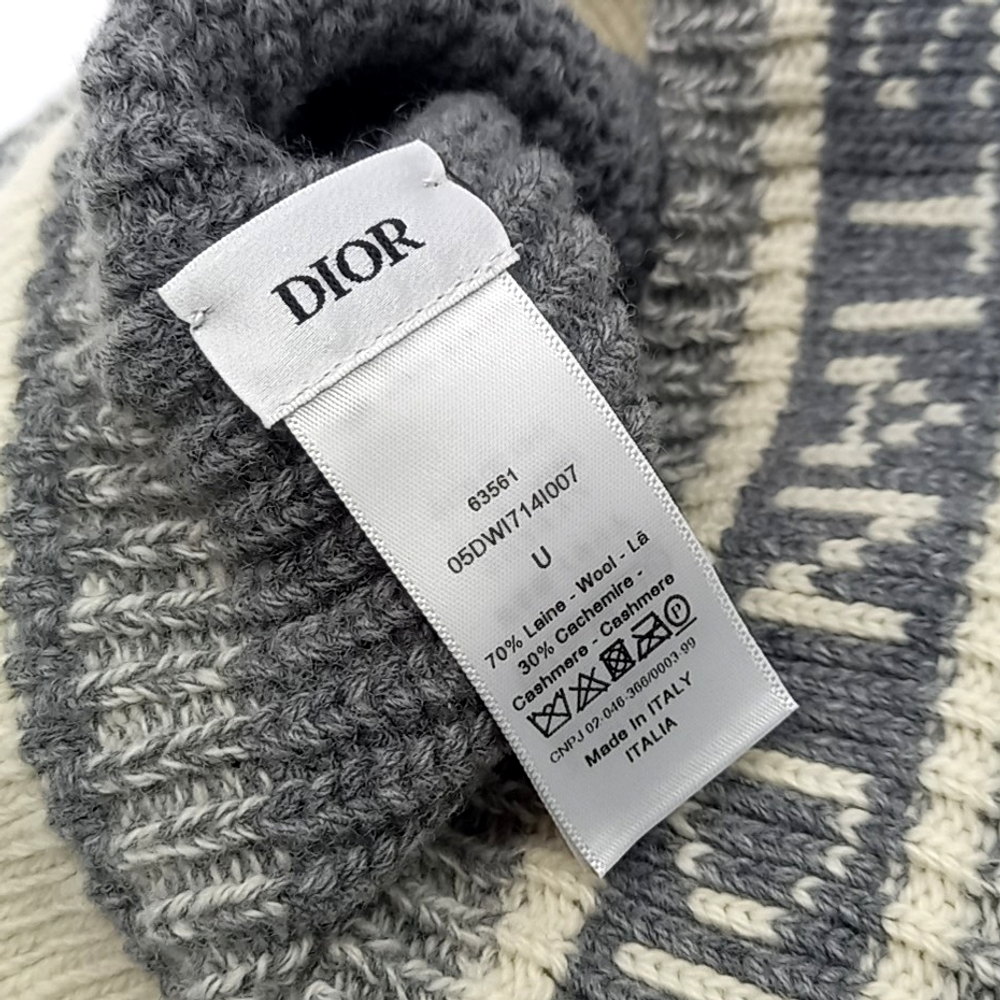 DIOR
63561
05DWI714I007
U
70% Laine - Wool - Lã
30% Cachemire -
Cashmere - Cashmere
P
CNPJ 02-046-366/0003-99
Made In ITALY
ITALIA